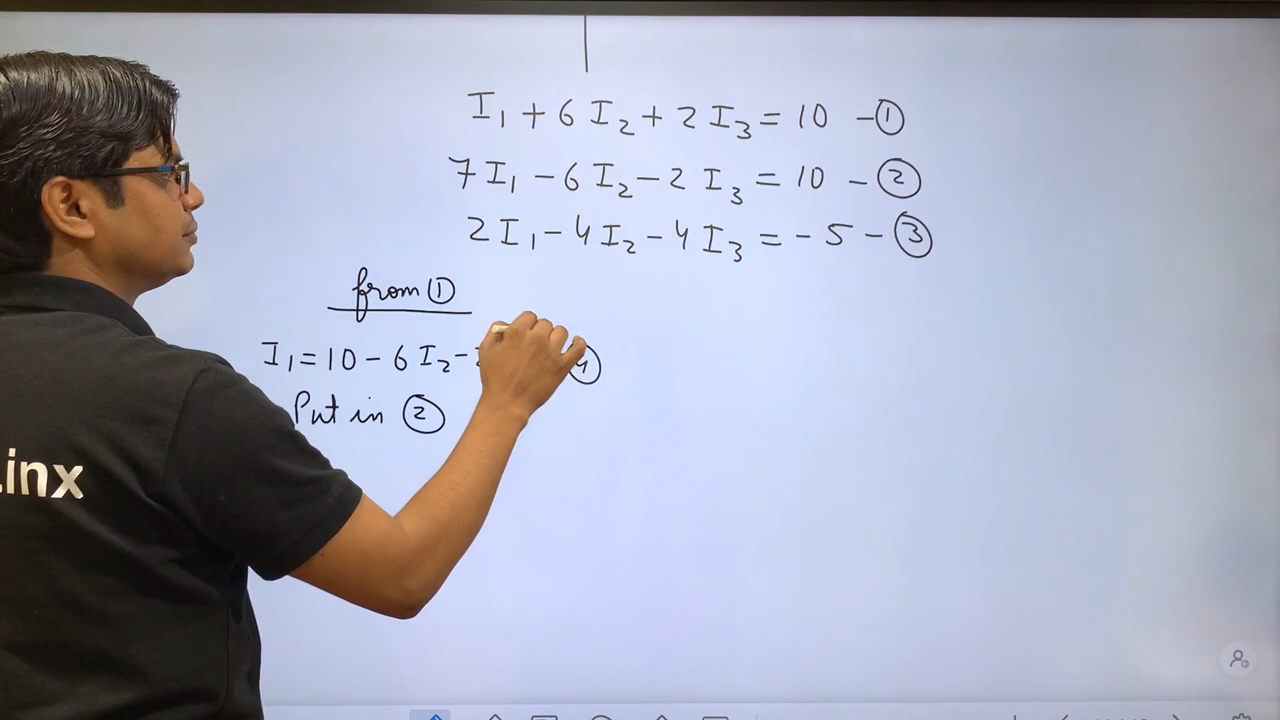 I₁ + 6 I₂ + 2 I₃ = 10 - ①
7 I₁ - 6 I₂ - 2 I₃ = 10 - ②
2 I₁ - 4 I₂ - 4 I₃ = - 5 - ③
from ①
I₁ = 10 - 6 I₂ - ④
Put in ②
inx